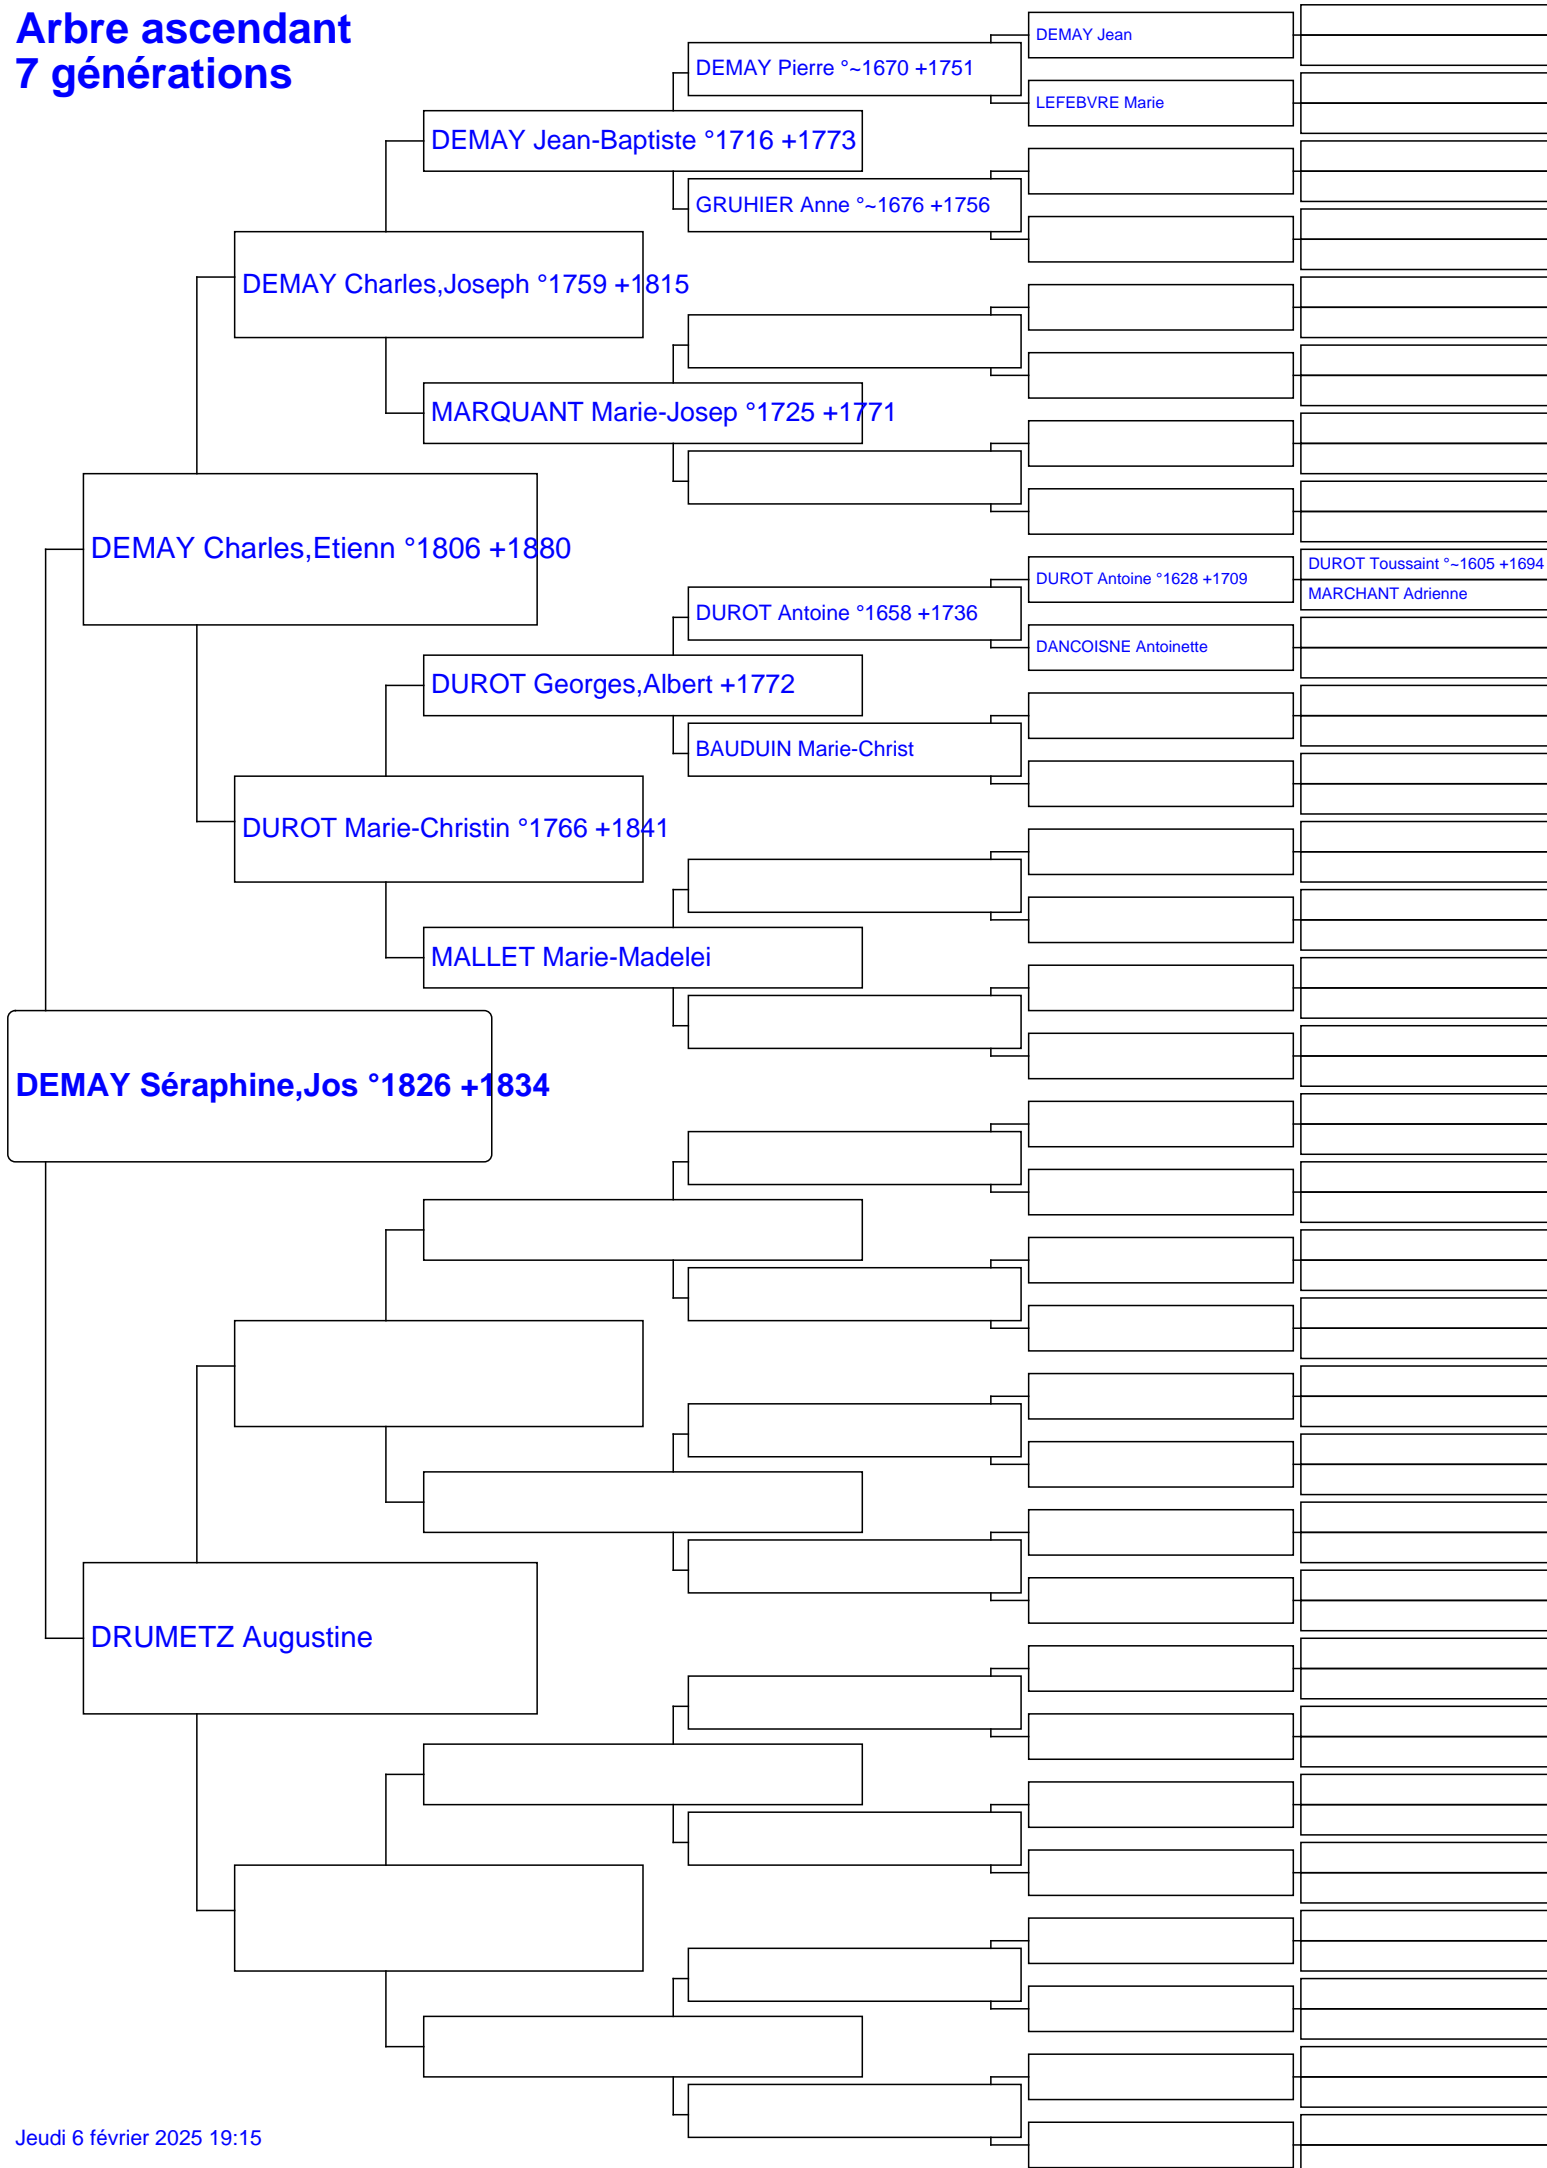 Arbre ascendant
7 générations
DEMAY Jean
DEMAY Pierre °~1670 +1751
LEFEBVRE Marie
DEMAY Jean-Baptiste °1716 +1773
GRUHIER Anne °~1676 +1756
DEMAY Charles,Joseph °1759 +1815
MARQUANT Marie-Josep °1725 +1771
DEMAY Charles,Etienn °1806 +1880
DUROT Toussaint °~1605 +1694
DUROT Antoine °1628 +1709
MARCHANT Adrienne
DUROT Antoine °1658 +1736
DANCOISNE Antoinette
DUROT Georges,Albert +1772
BAUDUIN Marie-Christ
DUROT Marie-Christin °1766 +1841
MALLET Marie-Madelei
DEMAY Séraphine,Jos °1826 +1834
DRUMETZ Augustine
Jeudi 6 février 2025 19:15